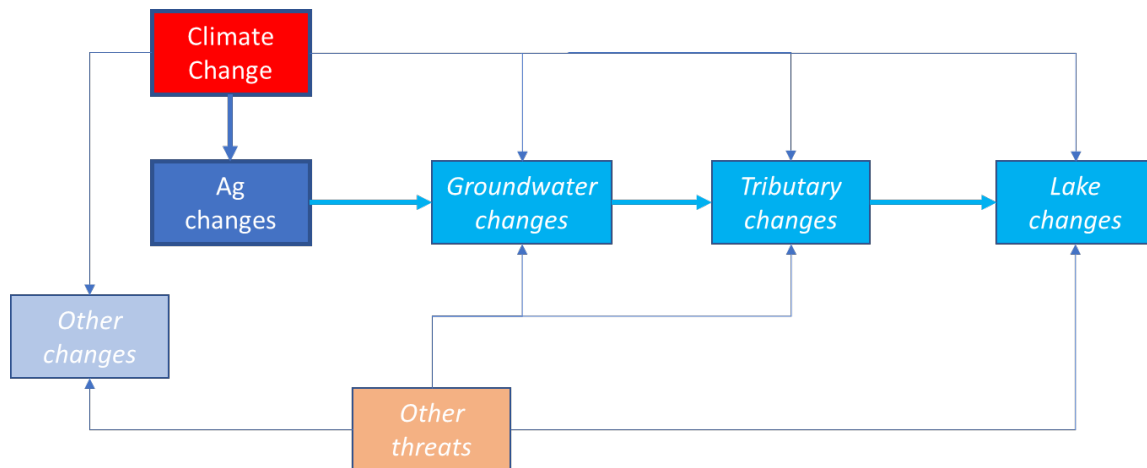 Climate
Change
Ag
changes
Groundwater
changes
Tributary
changes
Lake
changes
Other
changes
Other
threats